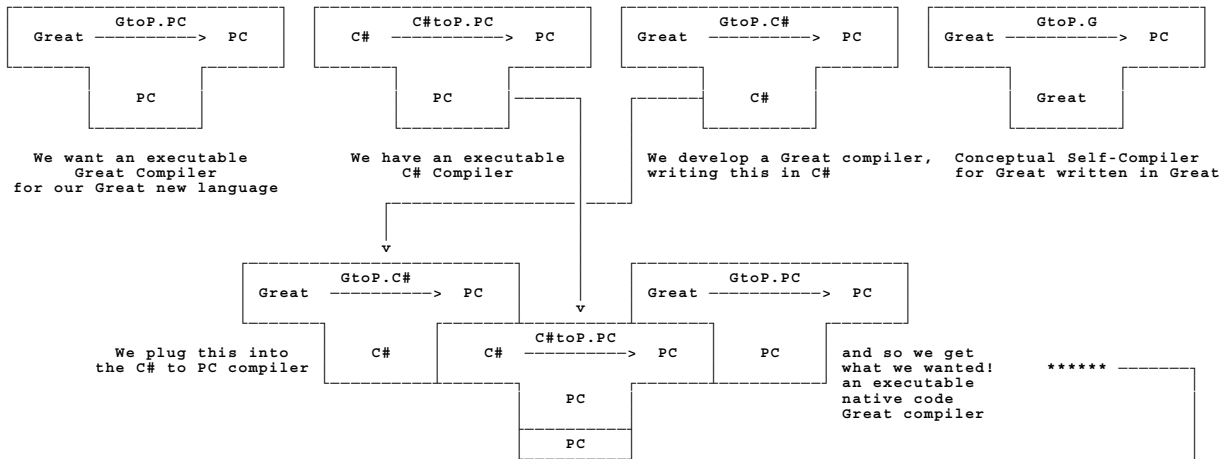 GtoP.PC C#toP.PC GtoP.C# GtoP.G
Great ----------> PC C# ----------> PC Great ----------> PC Great ----------> PC
PC PC C# Great
We want an executable We have an executable We develop a Great compiler, Conceptual Self-Compiler
Great Compiler C# Compiler writing this in C# for Great written in Great
for our Great new language
v
GtoP.C# GtoP.PC
Great ----------> PC Great ----------> PC
v
C#toP.PC
We plug this into C# C# ----------> PC PC and so we get
the C# to PC compiler what we wanted! ******
an executable
PC native code
Great compiler
PC